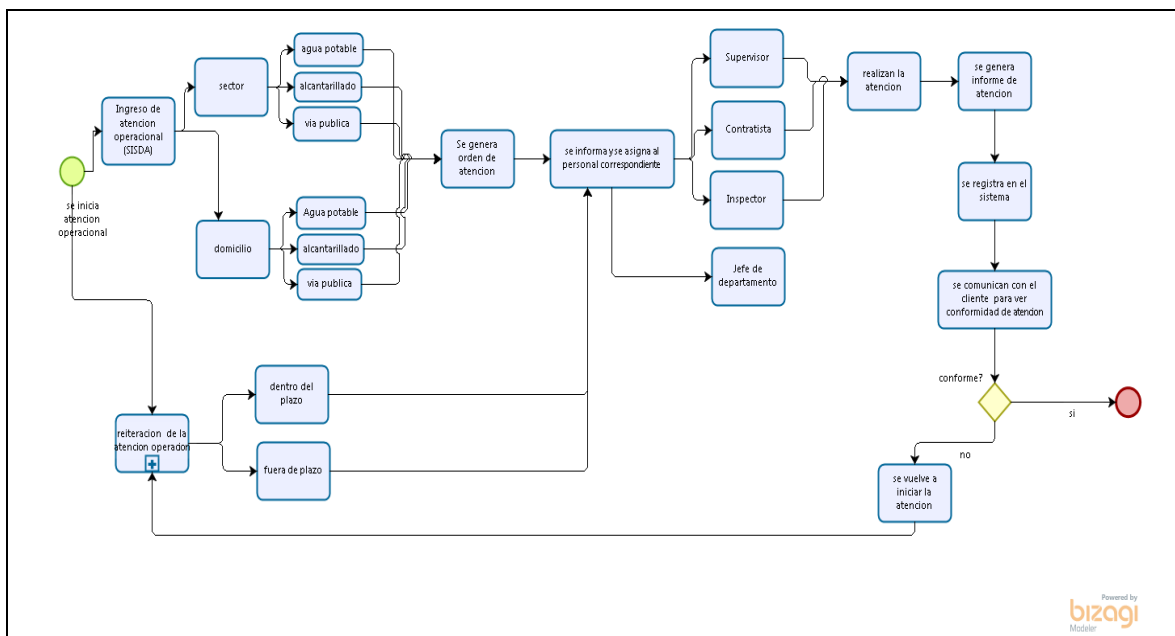 se inicia
atencion
operacional
Ingreso de
atencion
operacional
(SISDA)
sector
agua potable
alcantarillado
via publica
domicilio
Agua potable
alcantarillado
via publica
Se genera
orden de
atencion
se informa y se asigna al
personal correspondiente
Supervisor
Contratista
Inspector
Jefe de
departamento
realizan la
atencion
se genera
informe de
atencion
se registra en el
sistema
se comunican con el
cliente para ver
conformidad de atencion
conforme?
si
no
se vuelve a
iniciar la
atencion
reiteracion de la
atencion operacion
dentro del
plazo
fuera de plazo
Powered by
bizagi
Modeler